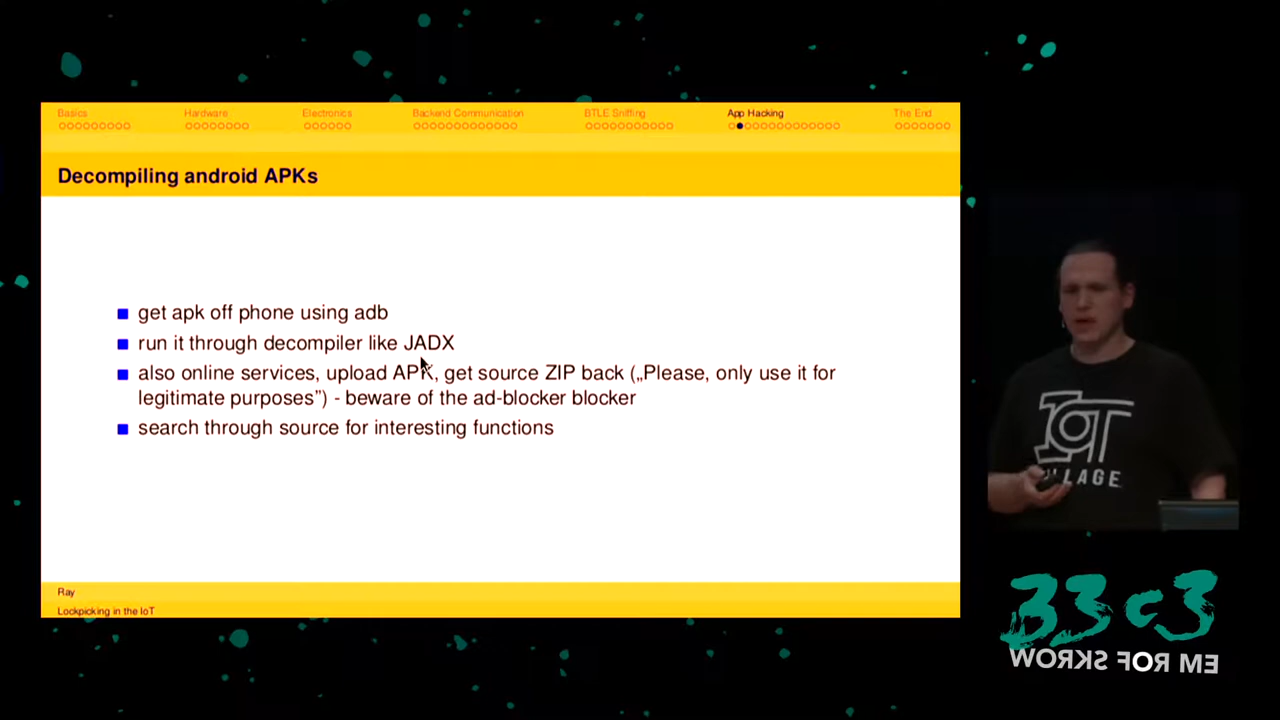 Basics Hardware Electronics Backend Communication BTLE Sniffing App Hacking The End
Decompiling android APKs
get apk off phone using adb
run it through decompiler like JADX
also online services, upload APK, get source ZIP back („Please, only use it for
legitimate purposes”) - beware of the ad-blocker blocker
search through source for interesting functions
IOT
VILLAGE
Ray
Lockpicking in the IoT
33c3
WORKS FOR ME